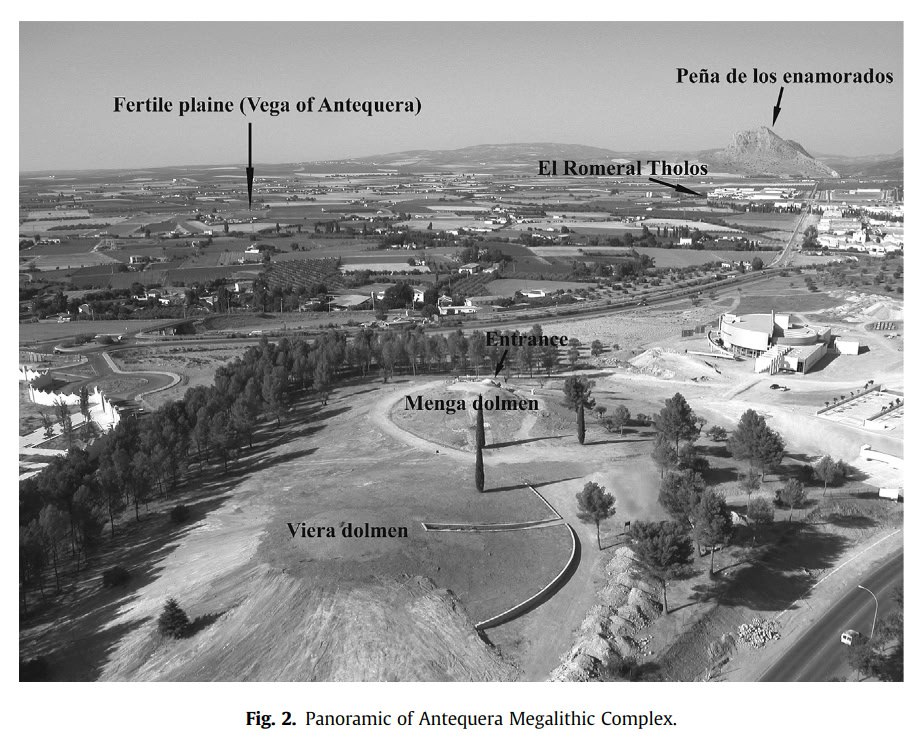 Peña de los enamorados
Fertile plaine (Vega of Antequera)
El Romeral Tholos
Entrance
Menga dolmen
Viera dolmen
Fig. 2. Panoramic of Antequera Megalithic Complex.